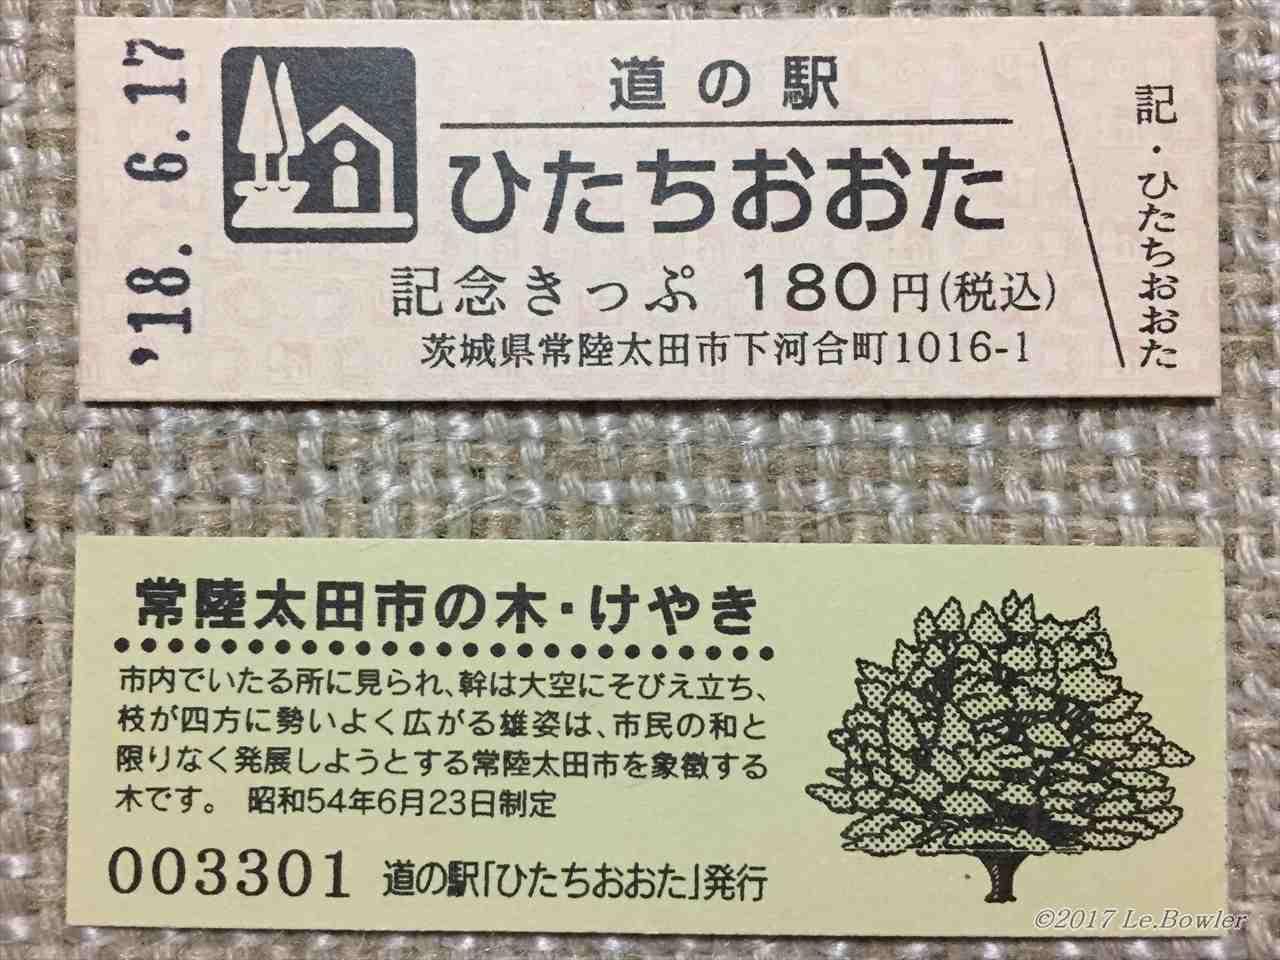 '18. 6.17
道の駅
ひたちおおた
記念きっぷ 180円(税込)
茨城県常陸太田市下河合町1016-1
記・ひたちおおた
常陸太田市の木・けやき
市内でいたる所に見られ、幹は大空にそびえ立ち、
枝が四方に勢いよく広がる雄姿は、市民の和と
限りなく発展しようとする常陸太田市を象徴する
木です。 昭和54年6月23日制定
003301 道の駅「ひたちおおた」発行
©2017 Le.Bowler